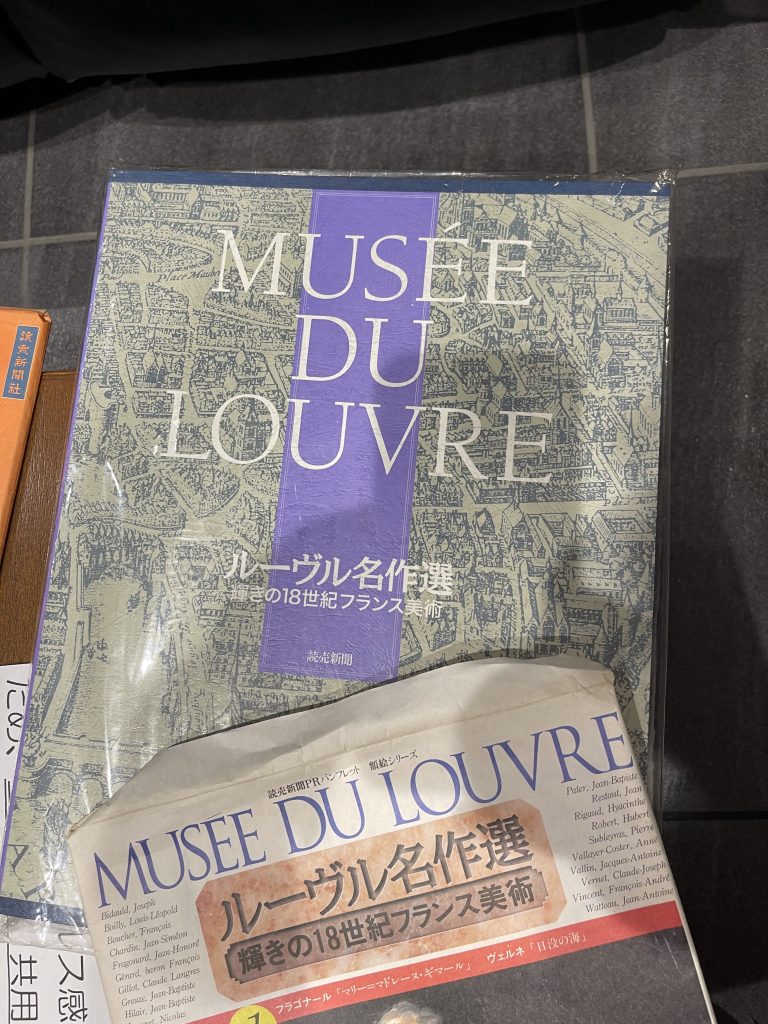 MUSÉE
DU
LOUVRE
ルーヴル名作選
輝きの18世紀フランス美術
読売新聞
讀賣新聞社
読売新聞PRパンフレット 額絵シリーズ
MUSEE DU LOUVRE
ルーヴル名作選
輝きの18世紀フランス美術
Bidauld, Joseph
Boilly, Louis-Léopold
Boucher, François
Chardin, Jean-Siméon
Fragonard, Jean-Honoré
Gérard, baron François
Gillot, Claude Langres
Greuze, Jean-Baptiste
Hilair, Jean-Baptiste
Nicolas
Pater, Jean-Baptiste
Restout, Jean
Rigaud, Hyacinthe
Robert, Hubert
Subleyras, Pierre
Vallayer-Coster, Anne
Vallin, Jacques-Antoine
Vernet, Claude-Joseph
Vincent, François-André
Watteau, Jean-Antoine
1
フラゴナール「マリー=マドレーヌ・ギマール」 ヴェルネ「日没の海」
ス感
共用